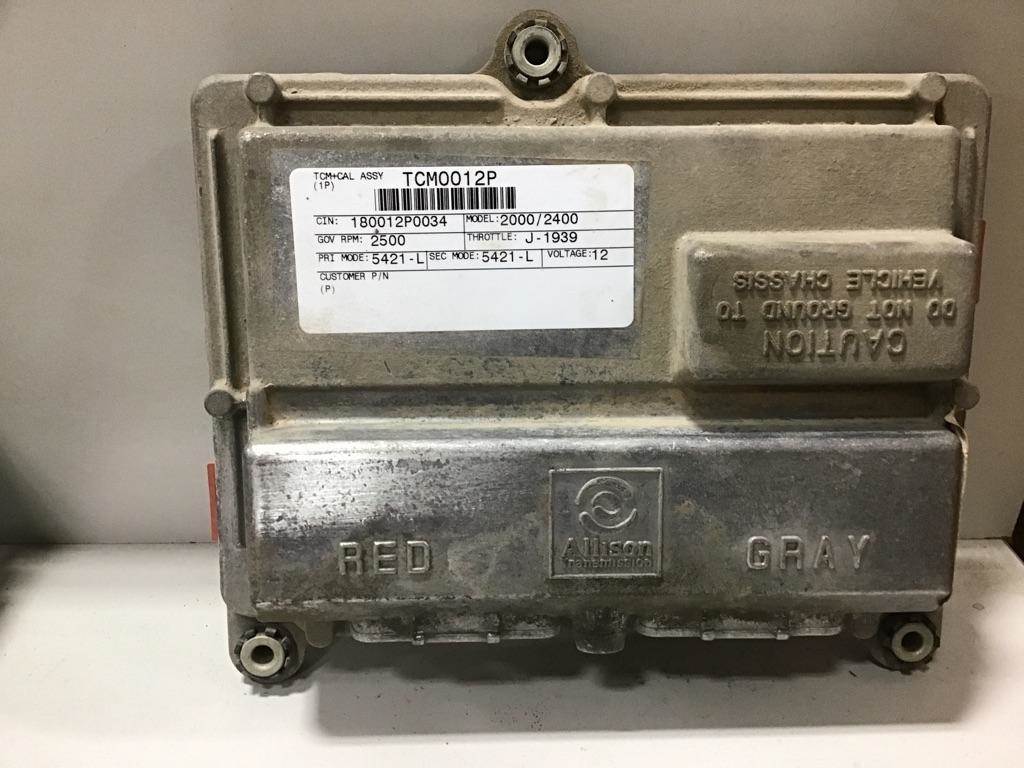 TCM+CAL ASSY TCM0012P
(1P)
CIN: 180012P0034 MODEL: 2000/2400
GOV RPM: 2500 THROTTLE: J-1939
PRI MODE: 5421-L SEC MODE: 5421-L VOLTAGE: 12
CUSTOMER P/N
(P)
CAUTION
DO NOT GROUND TO
VEHICLE CHASSIS
RED
Allison
Transmission
GRAY